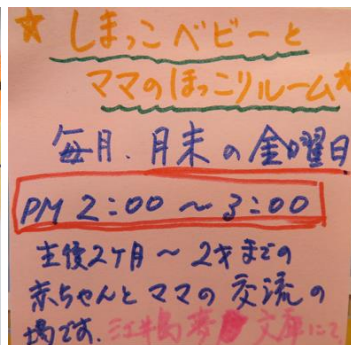 ☆しまっこベビーと
ママのほっこりルーム☆
毎月.月末の金曜日
PM 2:00～3:00
生後2ケ月～2才までの
赤ちゃんとママの交流の
場です. 文庫にて